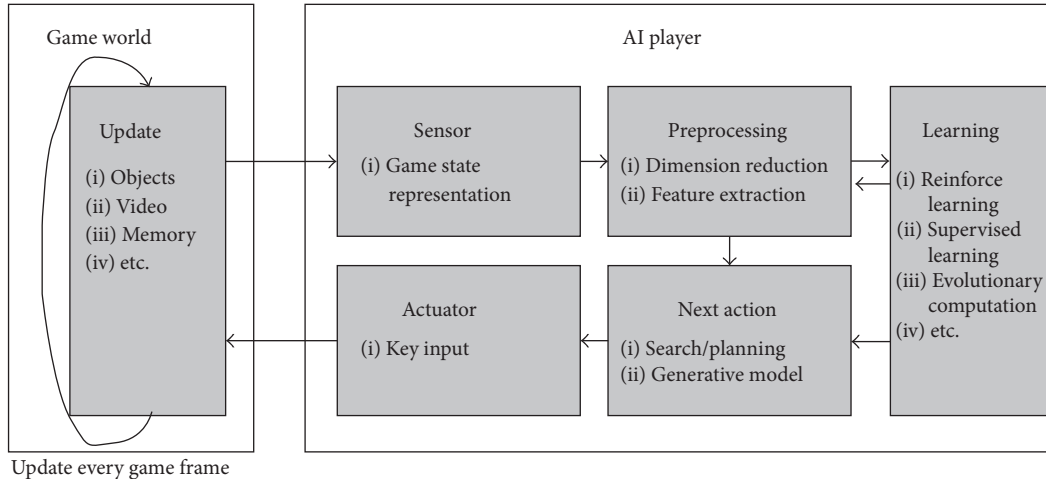 Game world
Update
(i) Objects
(ii) Video
(iii) Memory
(iv) etc.
Update every game frame
AI player
Sensor
(i) Game state
representation
Preprocessing
(i) Dimension reduction
(ii) Feature extraction
Learning
(i) Reinforce
learning
(ii) Supervised
learning
(iii) Evolutionary
computation
(iv) etc.
Actuator
(i) Key input
Next action
(i) Search/planning
(ii) Generative model